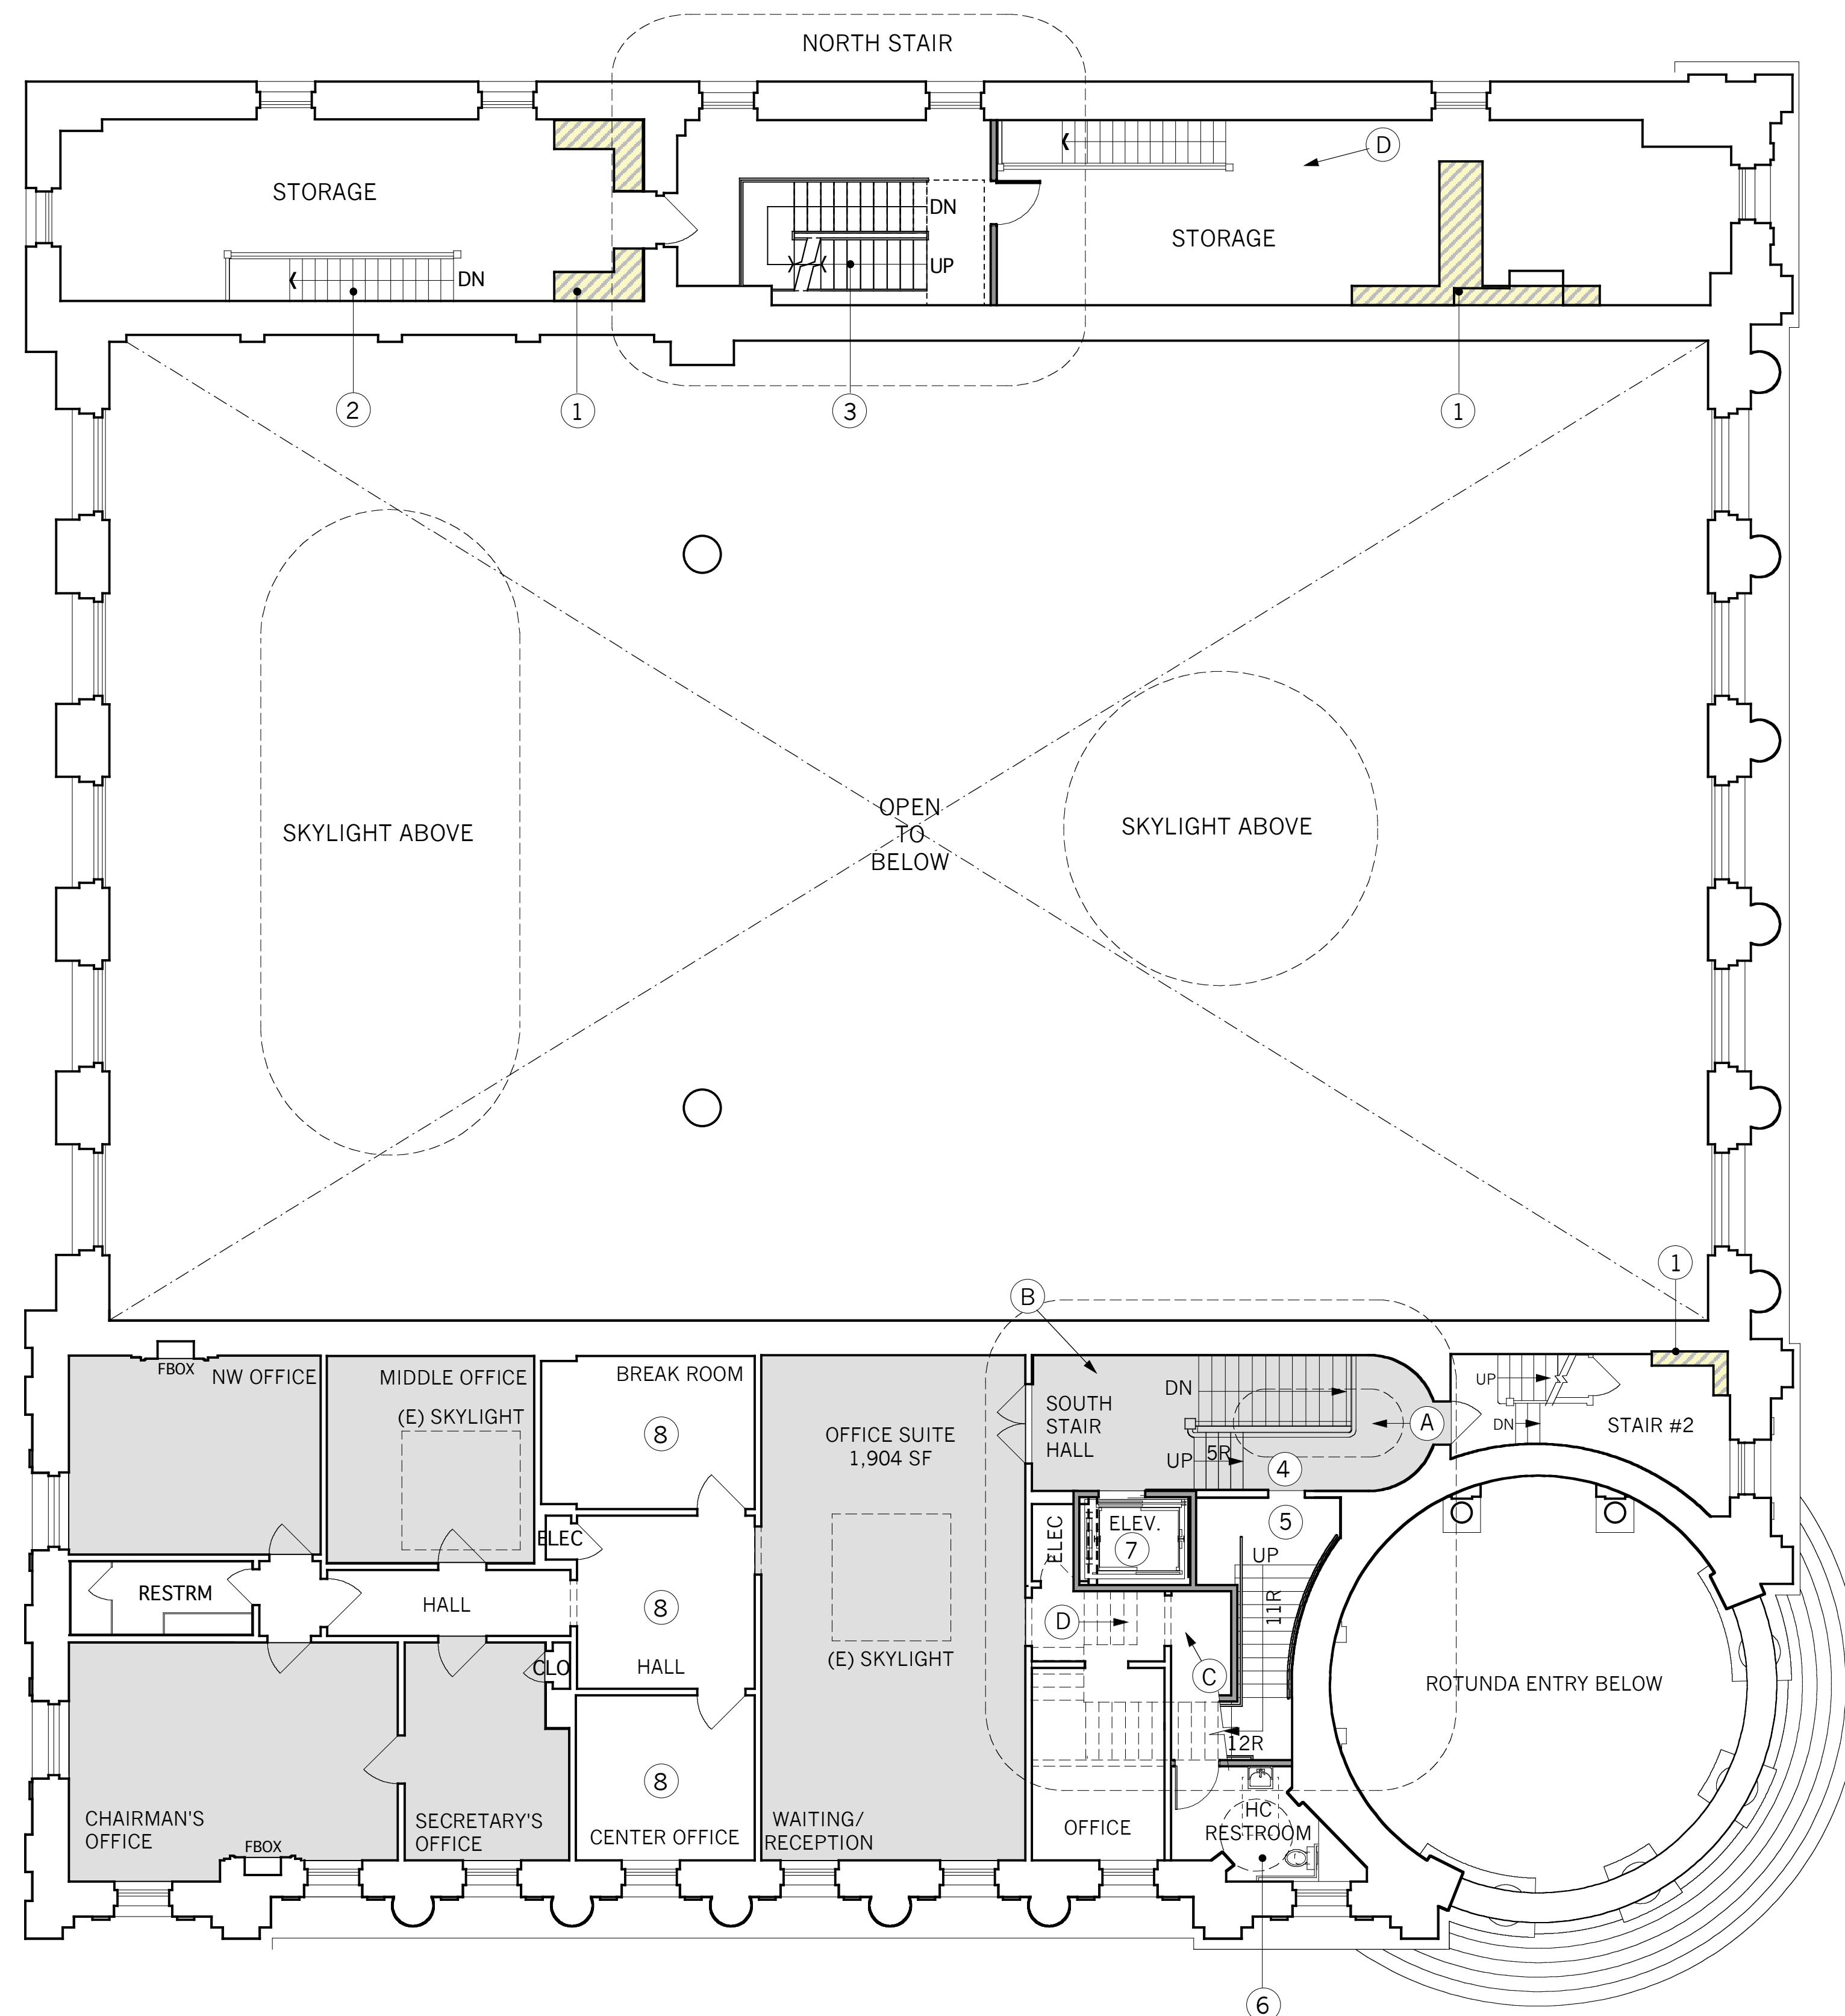 NORTH STAIR
D
STORAGE
DN
STORAGE
UP
DN
2
1
3
1
OPEN
TO
BELOW
SKYLIGHT ABOVE
SKYLIGHT ABOVE
1
B
FBOX
NW OFFICE
MIDDLE OFFICE
(E) SKYLIGHT
BREAK ROOM
8
OFFICE SUITE
1,904 SF
SOUTH
STAIR
HALL
DN
UP
5R
A
4
UP
DN
STAIR #2
ELEC
ELEC
ELEV.
7
5
UP
11R
RESTRM
HALL
8
HALL
D
C
(E) SKYLIGHT
CLO
ROTUNDA ENTRY BELOW
12R
8
CHAIRMAN'S
OFFICE
FBOX
SECRETARY'S
OFFICE
CENTER OFFICE
WAITING/
RECEPTION
OFFICE
HC
RESTROOM
6